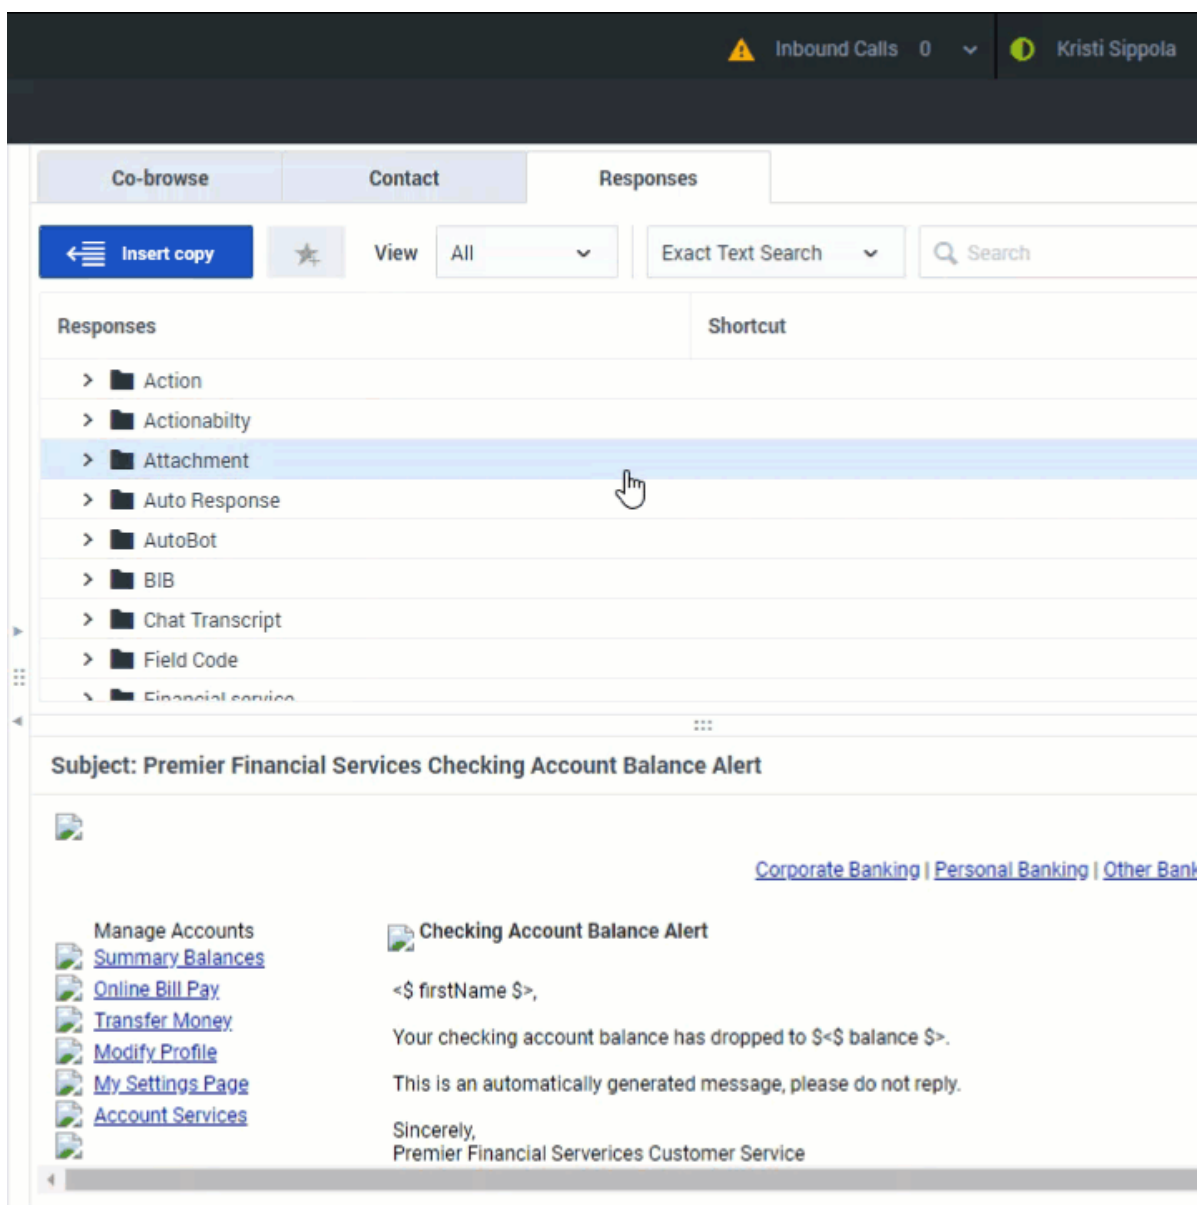 Inbound Calls 0 Kristi Sippola
Co-browse Contact Responses
Insert copy View All Exact Text Search Search
Responses Shortcut
Action
Actionabilty
Attachment
Auto Response
AutoBot
BIB
Chat Transcript
Field Code
Financial service
Subject: Premier Financial Services Checking Account Balance Alert
Corporate Banking | Personal Banking | Other Bank
Manage Accounts
Summary Balances
Online Bill Pay
Transfer Money
Modify Profile
My Settings Page
Account Services
Checking Account Balance Alert
<$ firstName $>,
Your checking account balance has dropped to $<$ balance $>.
This is an automatically generated message, please do not reply.
Sincerely,
Premier Financial Serverices Customer Service